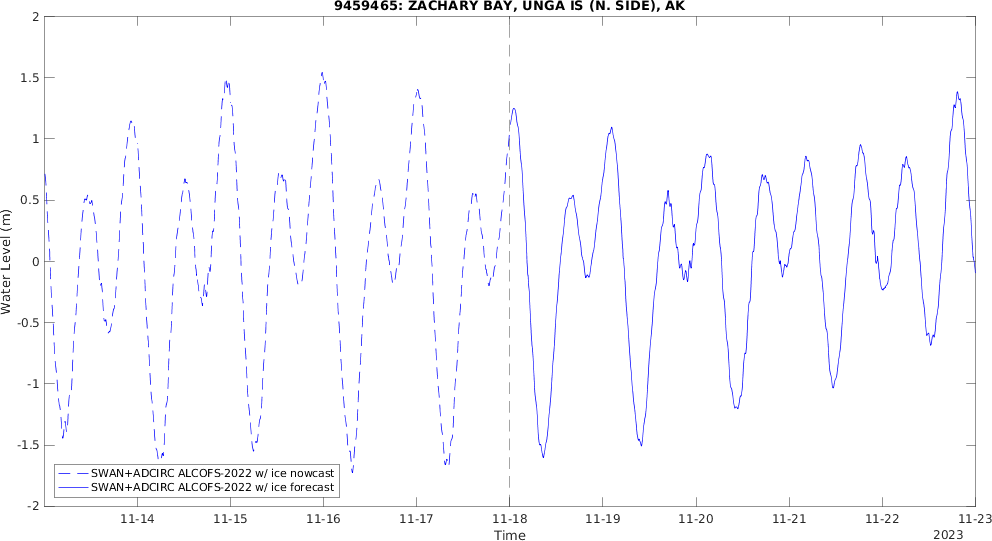 9459465: ZACHARY BAY, UNGA IS (N. SIDE), AK
2
1.5
1
0.5
0
-0.5
-1
-1.5
-2
Water Level (m)
SWAN+ADCIRC ALCOFS-2022 w/ ice nowcast
SWAN+ADCIRC ALCOFS-2022 w/ ice forecast
11-14 11-15 11-16 11-17 11-18 11-19 11-20 11-21 11-22 11-23
Time
2023